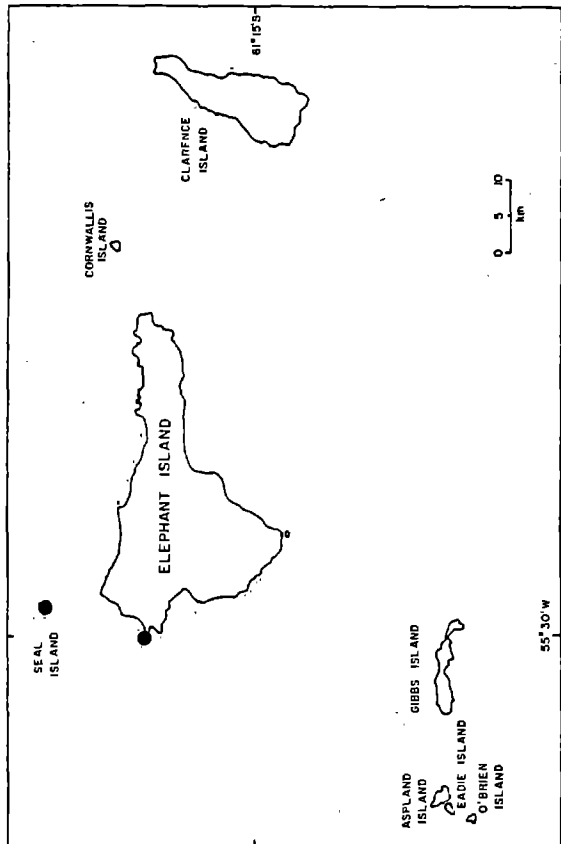 61°15'S
CLARENCE
ISLAND
CORNWALLIS
ISLAND
0 5 10
km
ELEPHANT ISLAND
SEAL
ISLAND
55°30'W
GIBBS ISLAND
ASPLAND
ISLAND
EADIE ISLAND
O'BRIEN
ISLAND